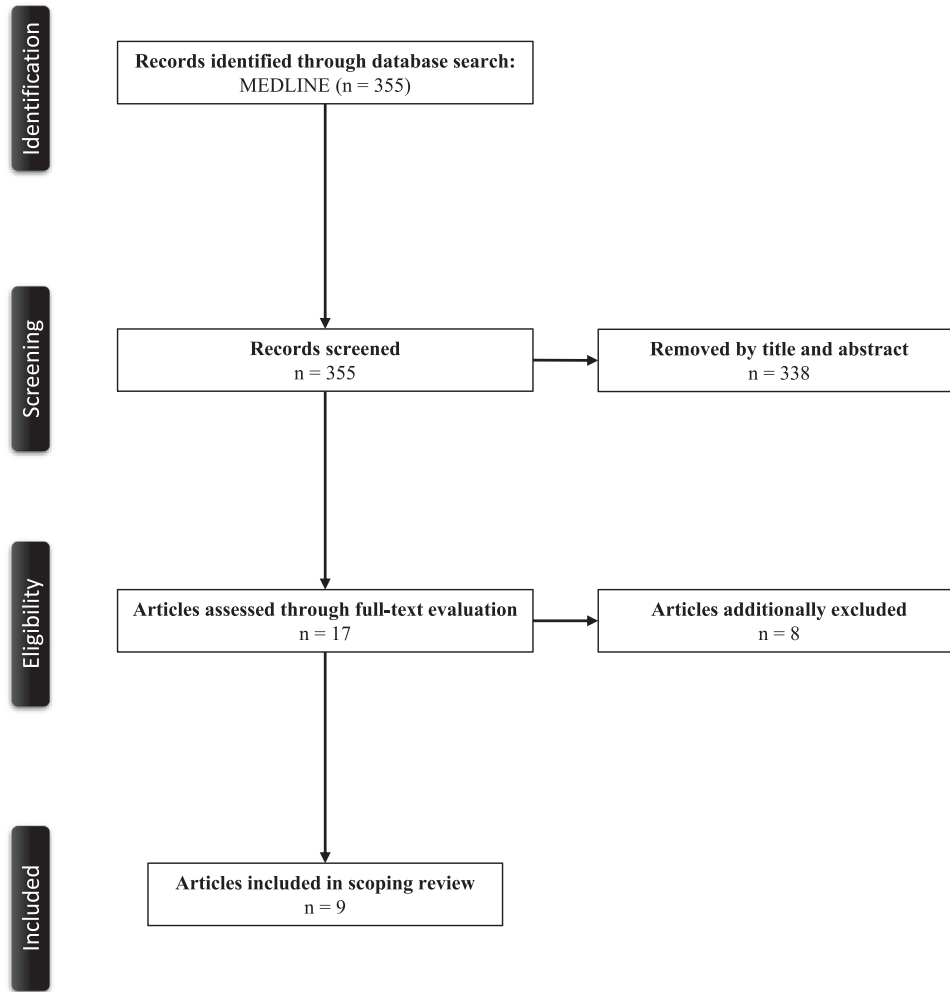 Identification
Records identified through database search:
MEDLINE (n = 355)
Screening
Records screened
n = 355
Removed by title and abstract
n = 338
Eligibility
Articles assessed through full-text evaluation
n = 17
Articles additionally excluded
n = 8
Included
Articles included in scoping review
n = 9